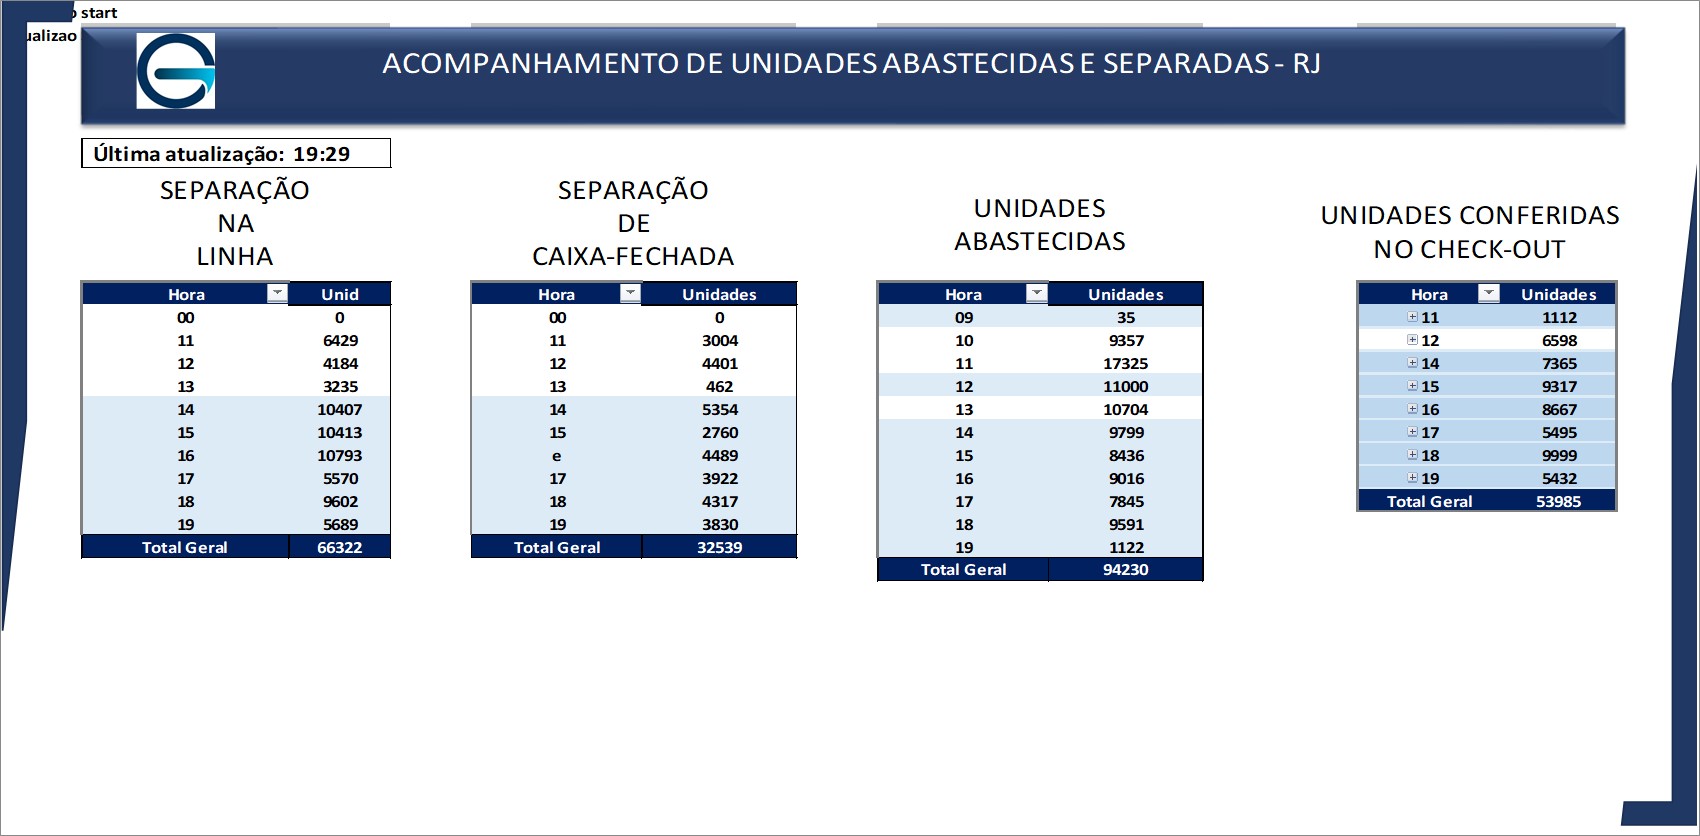 start
ualizao
ACOMPANHAMENTO DE UNIDADES ABASTECIDAS E SEPARADAS - RJ
Última atualização: 19:29
SEPARAÇÃO
NA
LINHA
Hora Unid
00 0
11 6429
12 4184
13 3235
14 10407
15 10413
16 10793
17 5570
18 9602
19 5689
Total Geral 66322
SEPARAÇÃO
DE
CAIXA-FECHADA
Hora Unidades
00 0
11 3004
12 4401
13 462
14 5354
15 2760
e 4489
17 3922
18 4317
19 3830
Total Geral 32539
UNIDADES
ABASTECIDAS
Hora Unidades
09 35
10 9357
11 17325
12 11000
13 10704
14 9799
15 8436
16 9016
17 7845
18 9591
19 1122
Total Geral 94230
UNIDADES CONFERIDAS
NO CHECK-OUT
Hora Unidades
11 1112
12 6598
14 7365
15 9317
16 8667
17 5495
18 9999
19 5432
Total Geral 53985